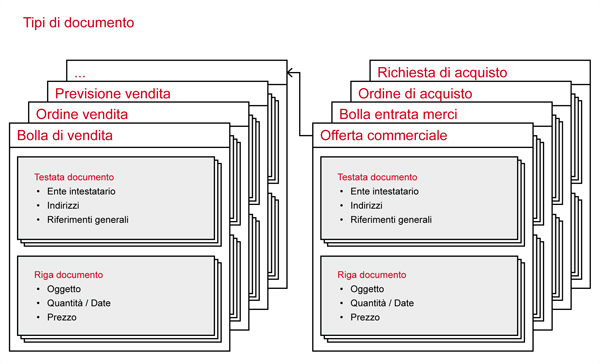 Tipi di documento
...
Previsione vendita
Ordine vendita
Bolla di vendita
Testata documento
• Ente intestatario
• Indirizzi
• Riferimenti generali
Riga documento
• Oggetto
• Quantità / Date
• Prezzo
Richiesta di acquisto
Ordine di acquisto
Bolla entrata merci
Offerta commerciale
Testata documento
• Ente intestatario
• Indirizzi
• Riferimenti generali
Riga documento
• Oggetto
• Quantità / Date
• Prezzo